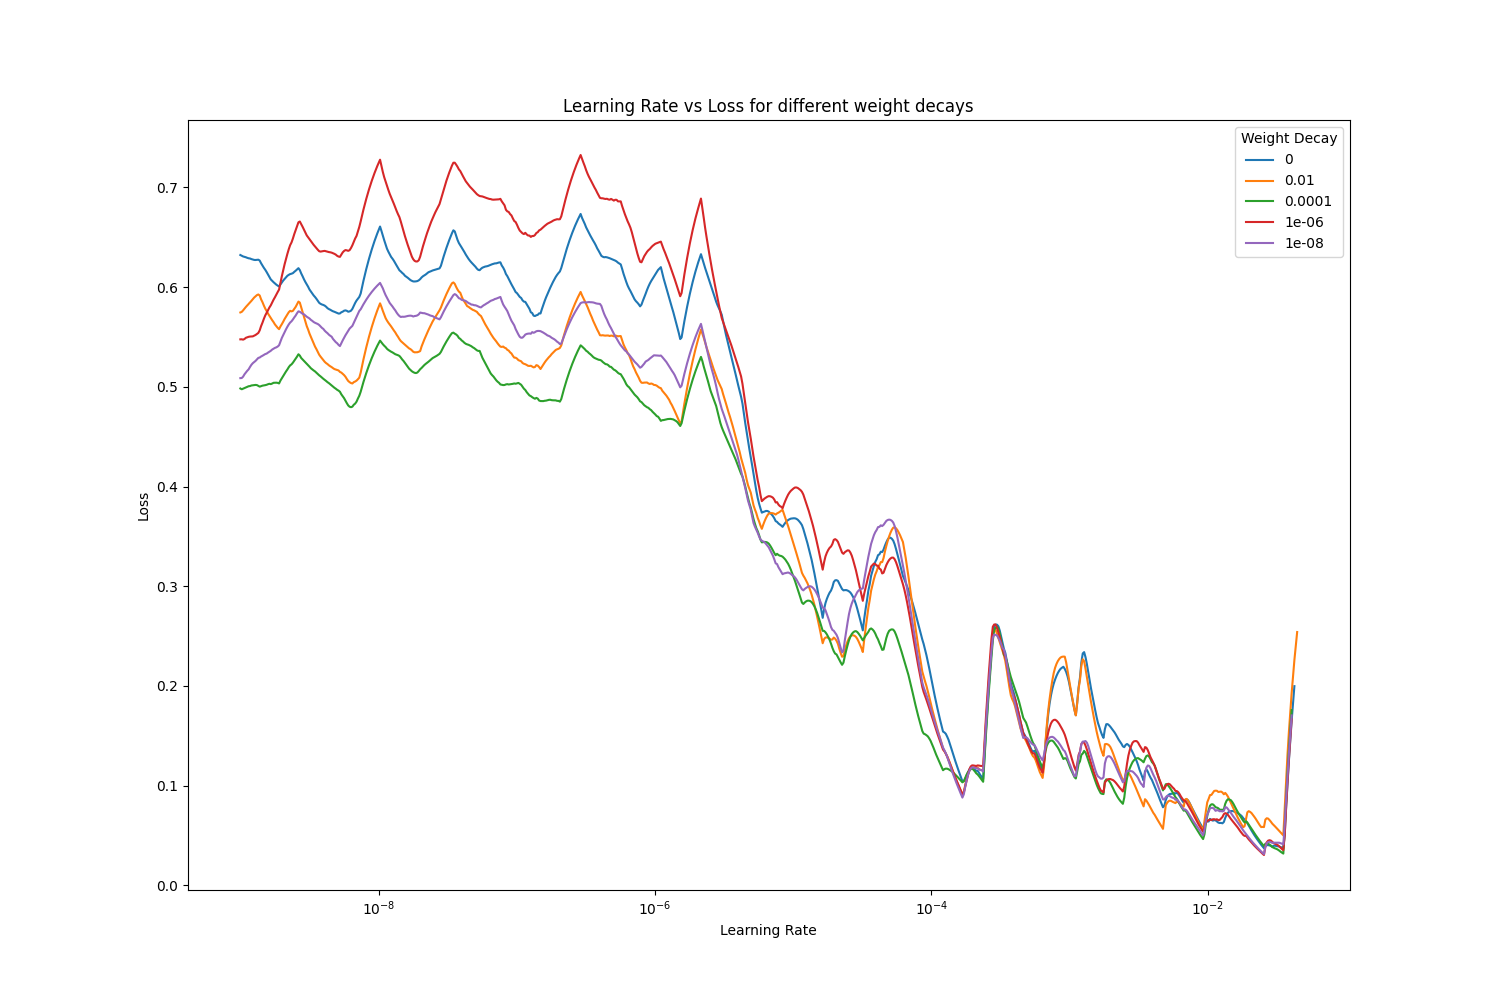 Learning Rate vs Loss for different weight decays
Weight Decay
0
0.01
0.0001
1e-06
1e-08
0.7
0.6
0.5
0.4
0.3
0.2
0.1
0.0
Loss
10⁻⁸
10⁻⁶
10⁻⁴
10⁻²
Learning Rate